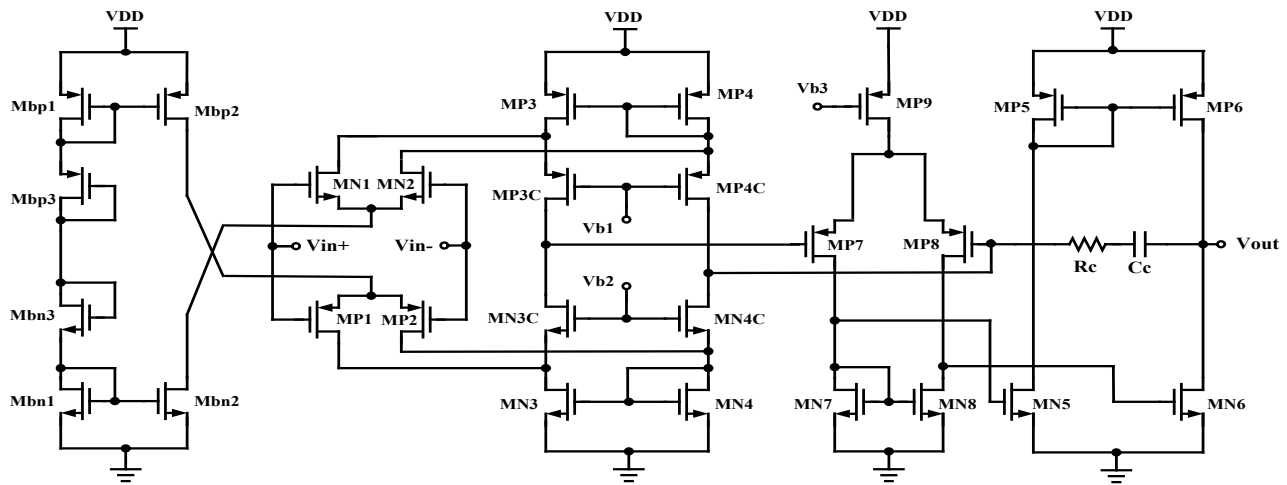 VDD
VDD
VDD
VDD
Mbp1
Mbp2
MP3
MP4
Vb3
MP9
MP5
MP6
Mbp3
MN1
MN2
MP3C
MP4C
Vb1
Vin+
Vin-
MP7
MP8
Rc
Cc
Vout
Vb2
Mbn3
MP1
MP2
MN3C
MN4C
Mbn1
Mbn2
MN3
MN4
MN7
MN8
MN5
MN6